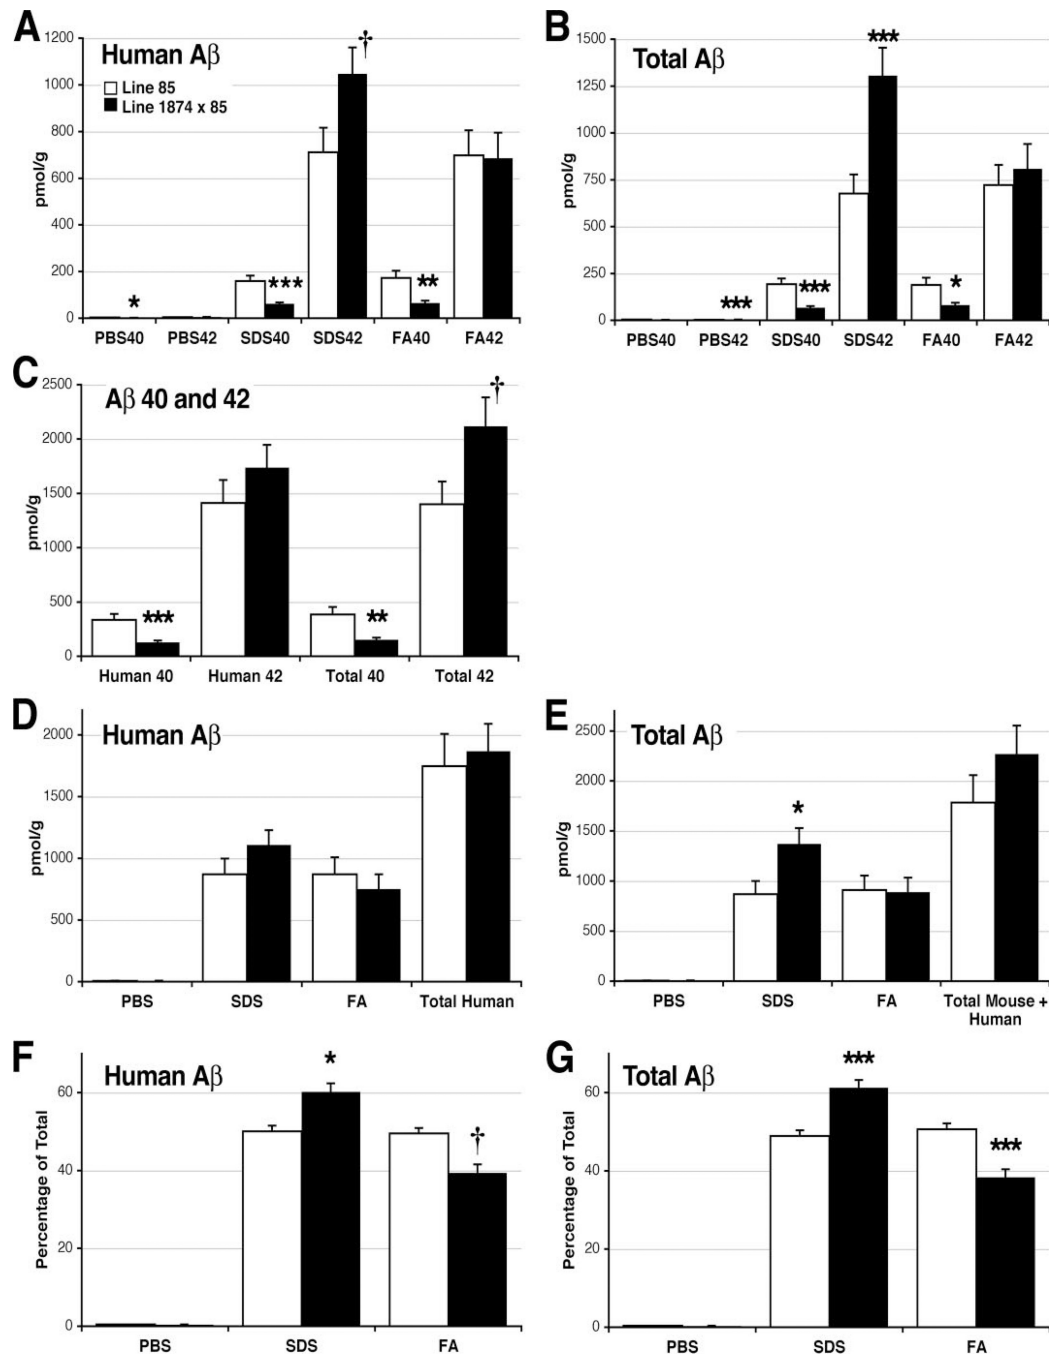 A
Human Aβ
Line 85
Line 1874 x 85
1200
1000
800
600
400
200
0
pmol/g
†
*
***
**
PBS40 PBS42 SDS40 SDS42 FA40 FA42
B
Total Aβ
1500
1250
1000
750
500
250
0
pmol/g
***
***
***
*
PBS40 PBS42 SDS40 SDS42 FA40 FA42
C
Aβ 40 and 42
2500
2000
1500
1000
500
0
pmol/g
†
***
**
Human 40 Human 42 Total 40 Total 42
D
Human Aβ
2000
1500
1000
500
0
pmol/g
PBS SDS FA Total Human
E
Total Aβ
2500
2000
1500
1000
500
0
pmol/g
*
PBS SDS FA Total Mouse +
Human
F
Human Aβ
60
40
20
0
Percentage of Total
*
†
PBS SDS FA
G
Total Aβ
60
40
20
0
Percentage of Total
***
***
PBS SDS FA